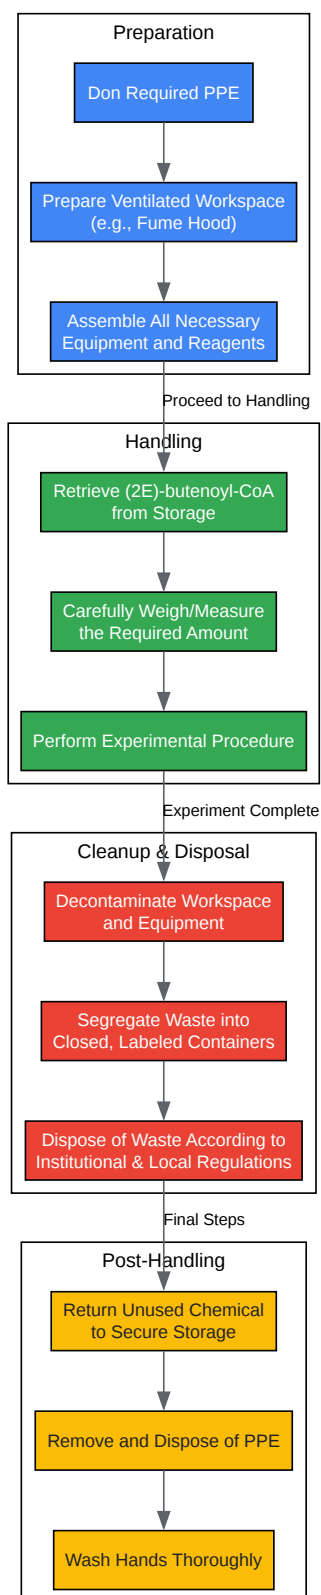 Preparation
Don Required PPE
Prepare Ventilated Workspace
(e.g., Fume Hood)
Assemble All Necessary
Equipment and Reagents
Proceed to Handling
Handling
Retrieve (2E)-butenoyl-CoA
from Storage
Carefully Weigh/Measure
the Required Amount
Perform Experimental Procedure
Experiment Complete
Cleanup & Disposal
Decontaminate Workspace
and Equipment
Segregate Waste into
Closed, Labeled Containers
Dispose of Waste According to
Institutional & Local Regulations
Final Steps
Post-Handling
Return Unused Chemical
to Secure Storage
Remove and Dispose of PPE
Wash Hands Thoroughly